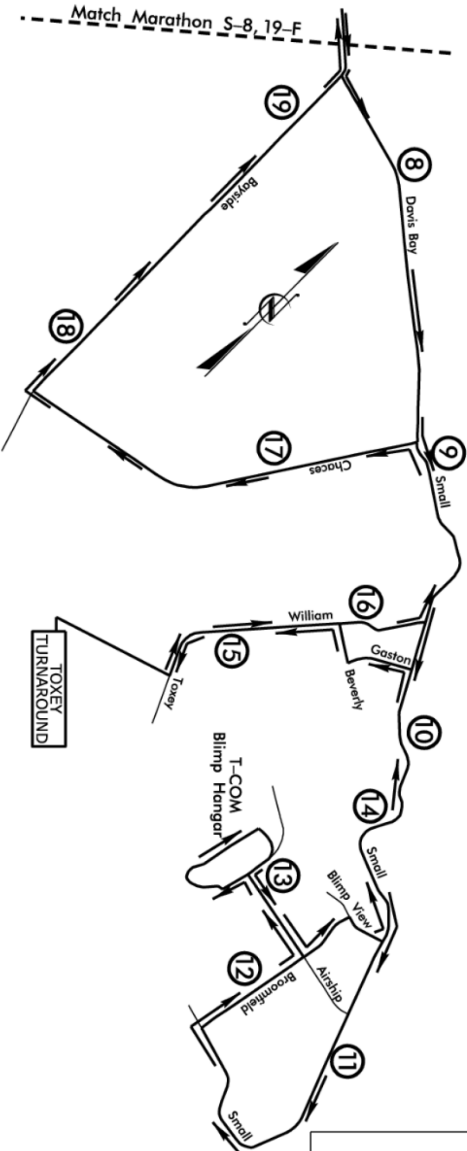 Match Marathon S–8, 19–F
19
8
Bayside
Davis Bay
N
18
9
17
Chaces
Small
16
William
15
Gaston
Beverly
Toxey
TOXEY
TURNAROUND
10
T–COM
Blimp Hangar
14
Small
13
Blimp View
12
Broomfield
Airship
11
Small